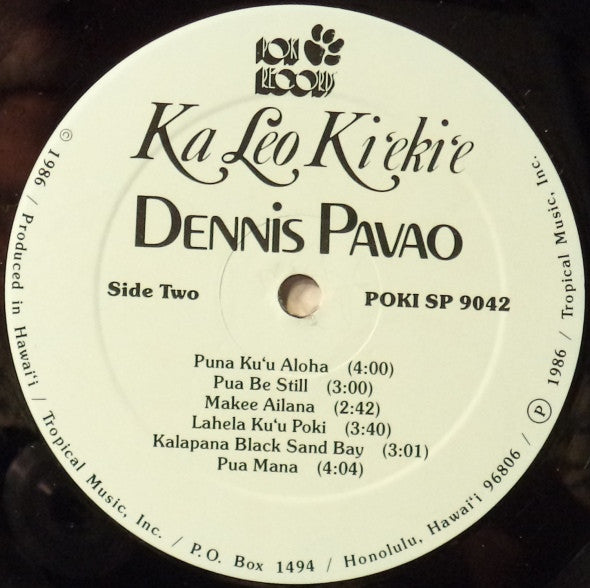 POKI
RECORDS
Ka Leo Ki‘eki‘e
DENNIS PAVAO
Side Two
POKI SP 9042
Puna Ku‘u Aloha (4:00)
Pua Be Still (3:00)
Makee Ailana (2:42)
Lahela Ku‘u Poki (3:40)
Kalapana Black Sand Bay (3:01)
Pua Mana (4:04)
© 1986 / Produced in Hawai‘i / Tropical Music, Inc. / P.O. Box 1494 / Honolulu, Hawai‘i 96806 / Ⓟ 1986 / Tropical Music, Inc.